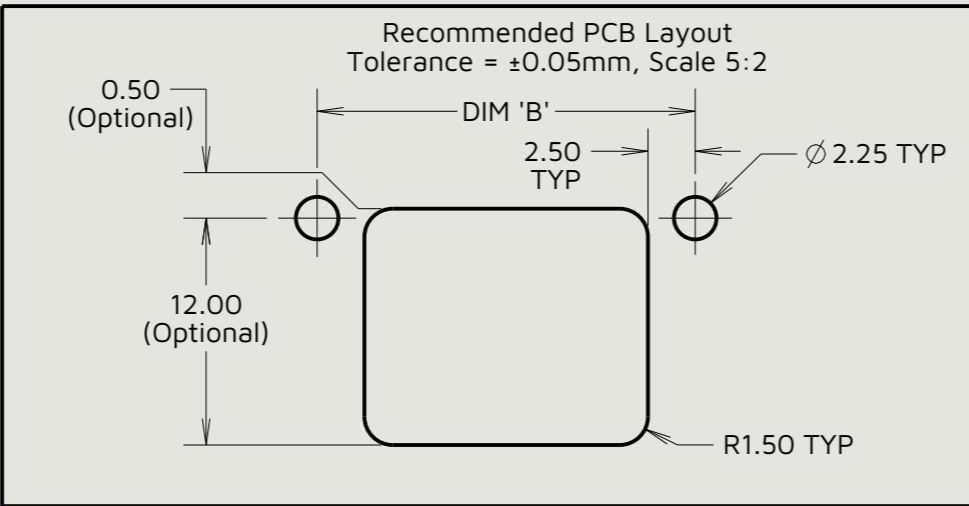 Recommended PCB Layout
Tolerance = ±0.05mm, Scale 5:2
0.50
(Optional)
DIM 'B'
2.50
TYP
Ø 2.25 TYP
12.00
(Optional)
R1.50 TYP